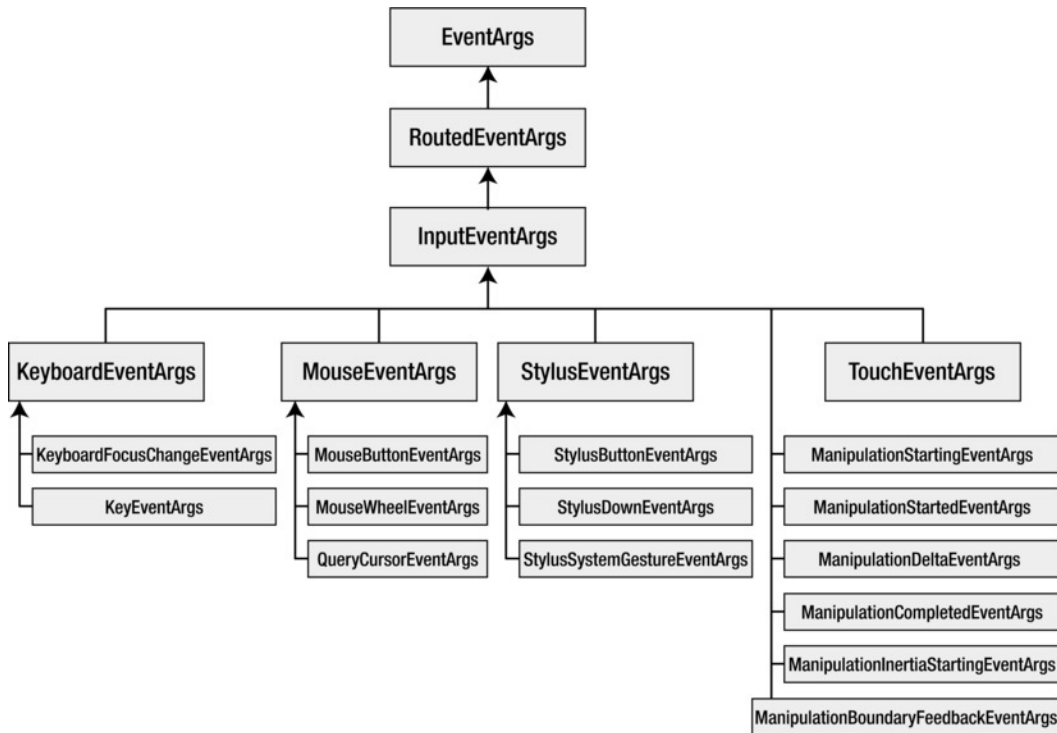 EventArgs
RoutedEventArgs
InputEventArgs
KeyboardEventArgs
MouseEventArgs
StylusEventArgs
TouchEventArgs
KeyboardFocusChangeEventArgs
KeyEventArgs
MouseButtonEventArgs
MouseWheelEventArgs
QueryCursorEventArgs
StylusButtonEventArgs
StylusDownEventArgs
StylusSystemGestureEventArgs
ManipulationStartingEventArgs
ManipulationStartedEventArgs
ManipulationDeltaEventArgs
ManipulationCompletedEventArgs
ManipulationInertiaStartingEventArgs
ManipulationBoundaryFeedbackEventArgs